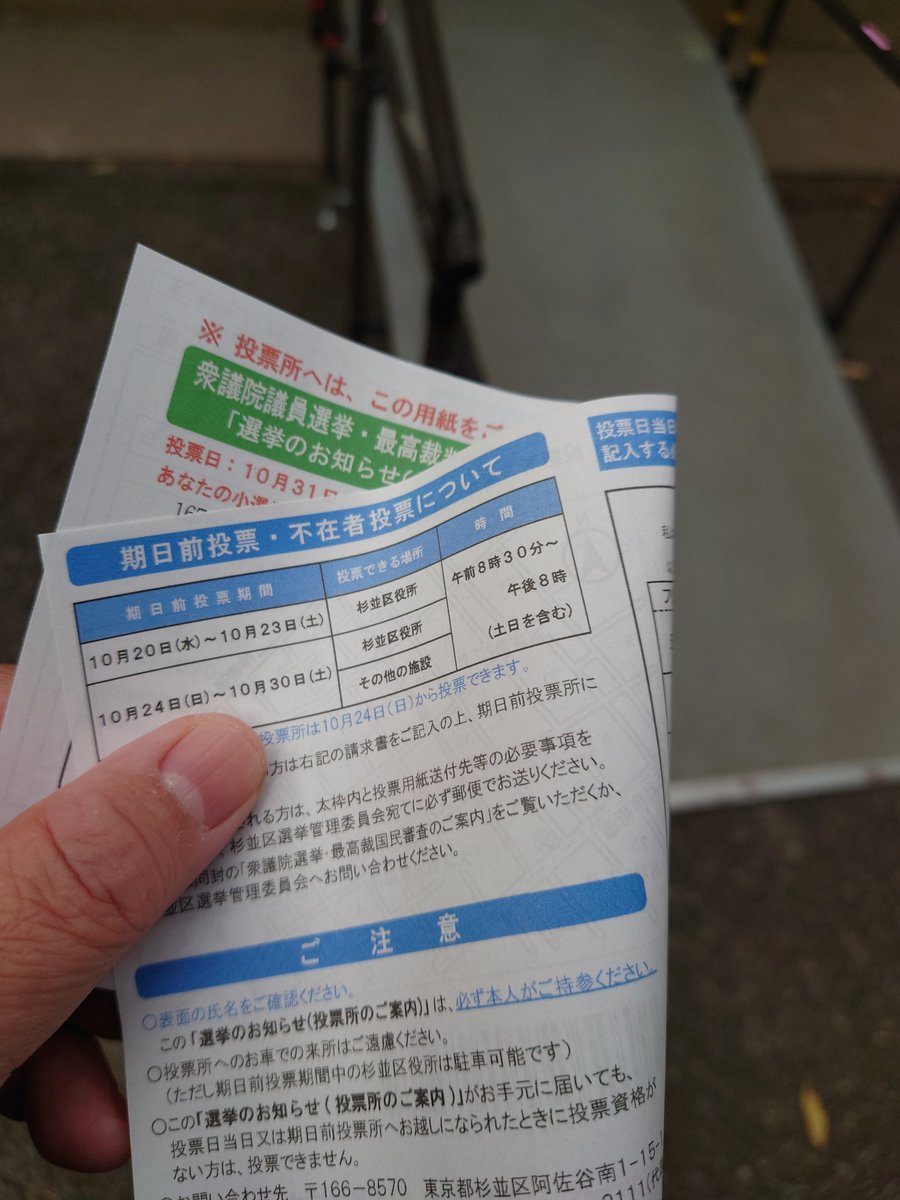 ※ 投票所へは、この用紙を
衆議院議員選挙・最高裁
「選挙のお知らせ(
投票日：10月31日
あなたの小選
167
期日前投票・不在者投票について
期日前投票期間
投票できる場所
時間
10月20日(水)～10月23日(土)
杉並区役所
午前8時30分～
午後8時
(土日を含む)
10月24日(日)～10月30日(土)
杉並区役所
その他の施設
投票所は10月24日(日)から投票できます。
方は右記の請求書をご記入の上、期日前投票所に
れる方は、太枠内と投票用紙送付先等の必要事項を
杉並区選挙管理委員会宛てに必ず郵便でお送りください。
同封の「衆議院選挙・最高裁国民審査のご案内」をご覧いただくか、
並区選挙管理委員会へお問い合わせください。
投票日当日
記入する
ご注意
○表面の氏名をご確認ください。
この「選挙のお知らせ(投票所のご案内)」は、必ず本人がご持参ください。
○投票所へのお車での来所はご遠慮ください。
(ただし期日前投票期間中の杉並区役所は駐車可能です)
○この「選挙のお知らせ(投票所のご案内)」がお手元に届いても、
投票日当日又は期日前投票所へお越しになられたときに投票資格が
ない方は、投票できません。
○お問い合わせ先 〒166-8570 東京都杉並区阿佐谷南1-15-